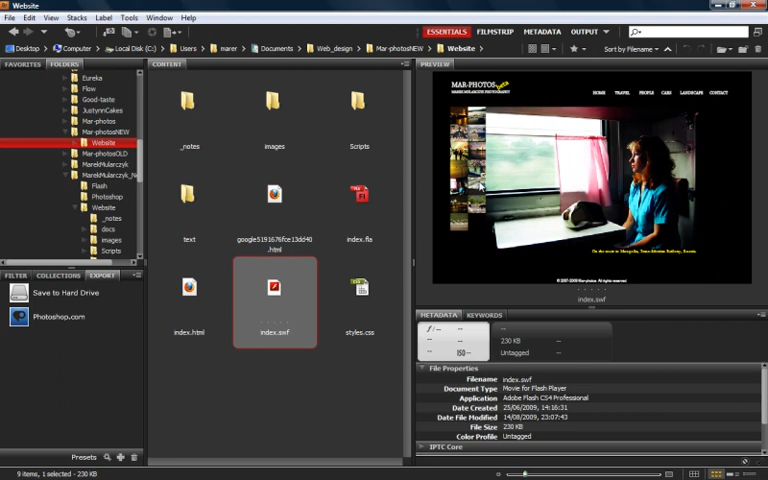 Br Website
File Edit View Stacks Label Tools Window Help
ESSENTIALS FILMSTRIP METADATA OUTPUT
Desktop Computer Local Disk (C:) Users marer Documents Web_design Mar-photosNEW Website
Sort by Filename
FAVORITES FOLDERS
Eureka
Flow
Good-taste
JustynnCakes
Mar-photos
Mar-photosNEW
Website
Mar-photosOLD
MarekMularczyk
MarekMularczyk_N
Flash
Photoshop
Website
_notes
docs
images
Scripts
FILTER COLLECTIONS EXPORT
Save to Hard Drive
Photoshop.com
Presets
CONTENT
_notes
images
Scripts
text
google5191676fce13dd40
.html
index.fla
index.html
index.swf
styles.css
PREVIEW
MAR-PHOTOS
HOME TRAVEL PEOPLE CARS LANDSCAPE CONTACT
index.swf
METADATA KEYWORDS
f/-- --
-- ISO--
--
230 KB --
Untagged --
File Properties
Filename index.swf
Document Type Movie for Flash Player
Application Adobe Flash CS4 Professional
Date Created 25/06/2009, 14:16:31
Date File Modified 14/08/2009, 23:07:43
File Size 230 KB
Color Profile Untagged
IPTC Core
9 items, 1 selected - 230 KB